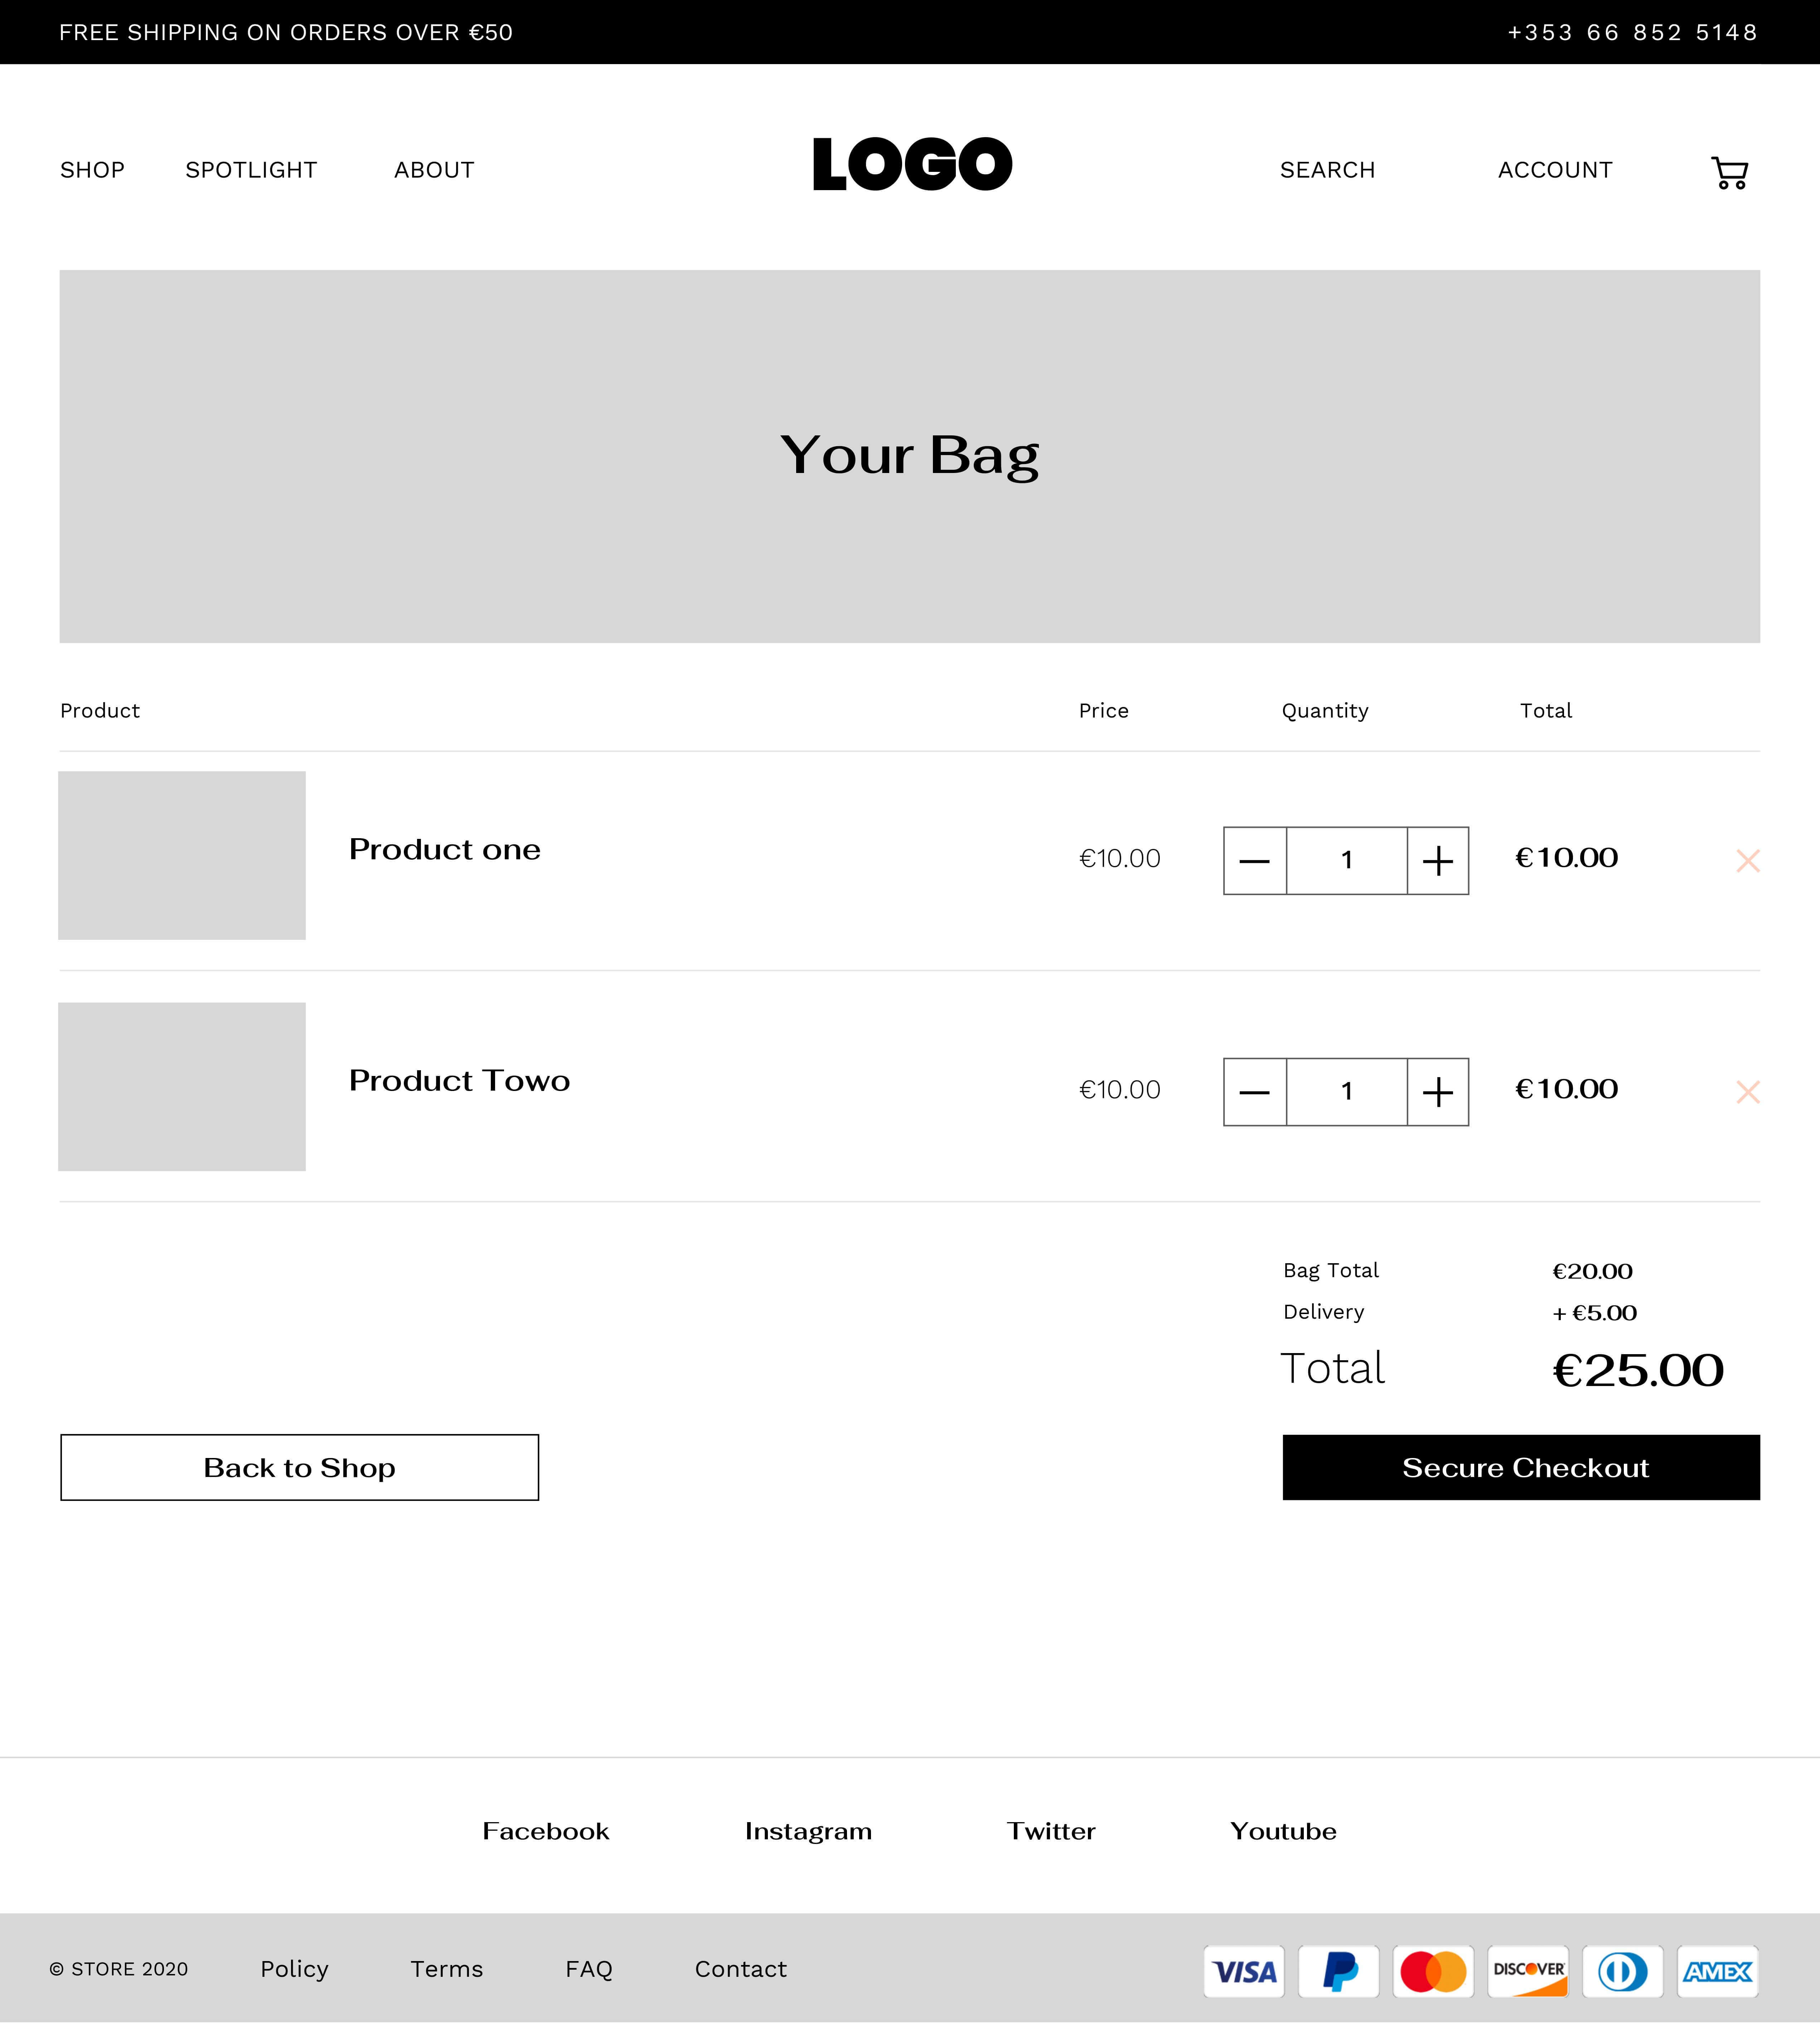 FREE SHIPPING ON ORDERS OVER €50 +353 66 852 5148
SHOP SPOTLIGHT ABOUT LOGO SEARCH ACCOUNT
Your Bag
Product Price Quantity Total
Product one €10.00 1 €10.00
Product Towo €10.00 1 €10.00
Bag Total €20.00
Delivery + €5.00
Total €25.00
Back to Shop Secure Checkout
Facebook Instagram Twitter Youtube
© STORE 2020 Policy Terms FAQ Contact VISA DISCOVER AMEX